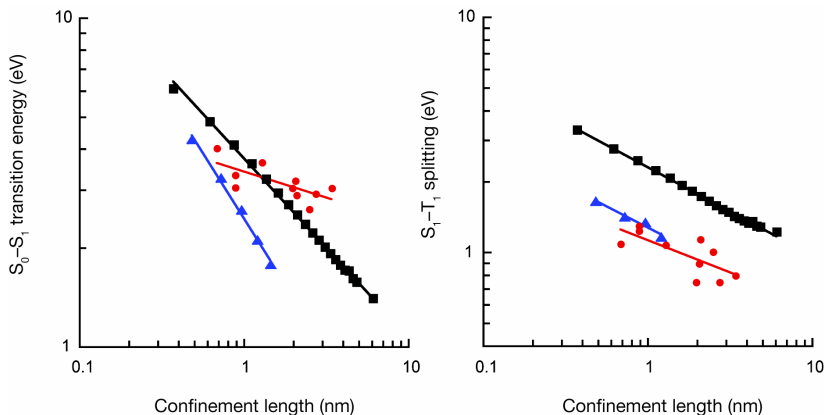 10
S₀–S₁ transition energy (eV)
1
0.1
1
10
Confinement length (nm)
10
S₁–T₁ splitting (eV)
1
0.1
1
10
Confinement length (nm)